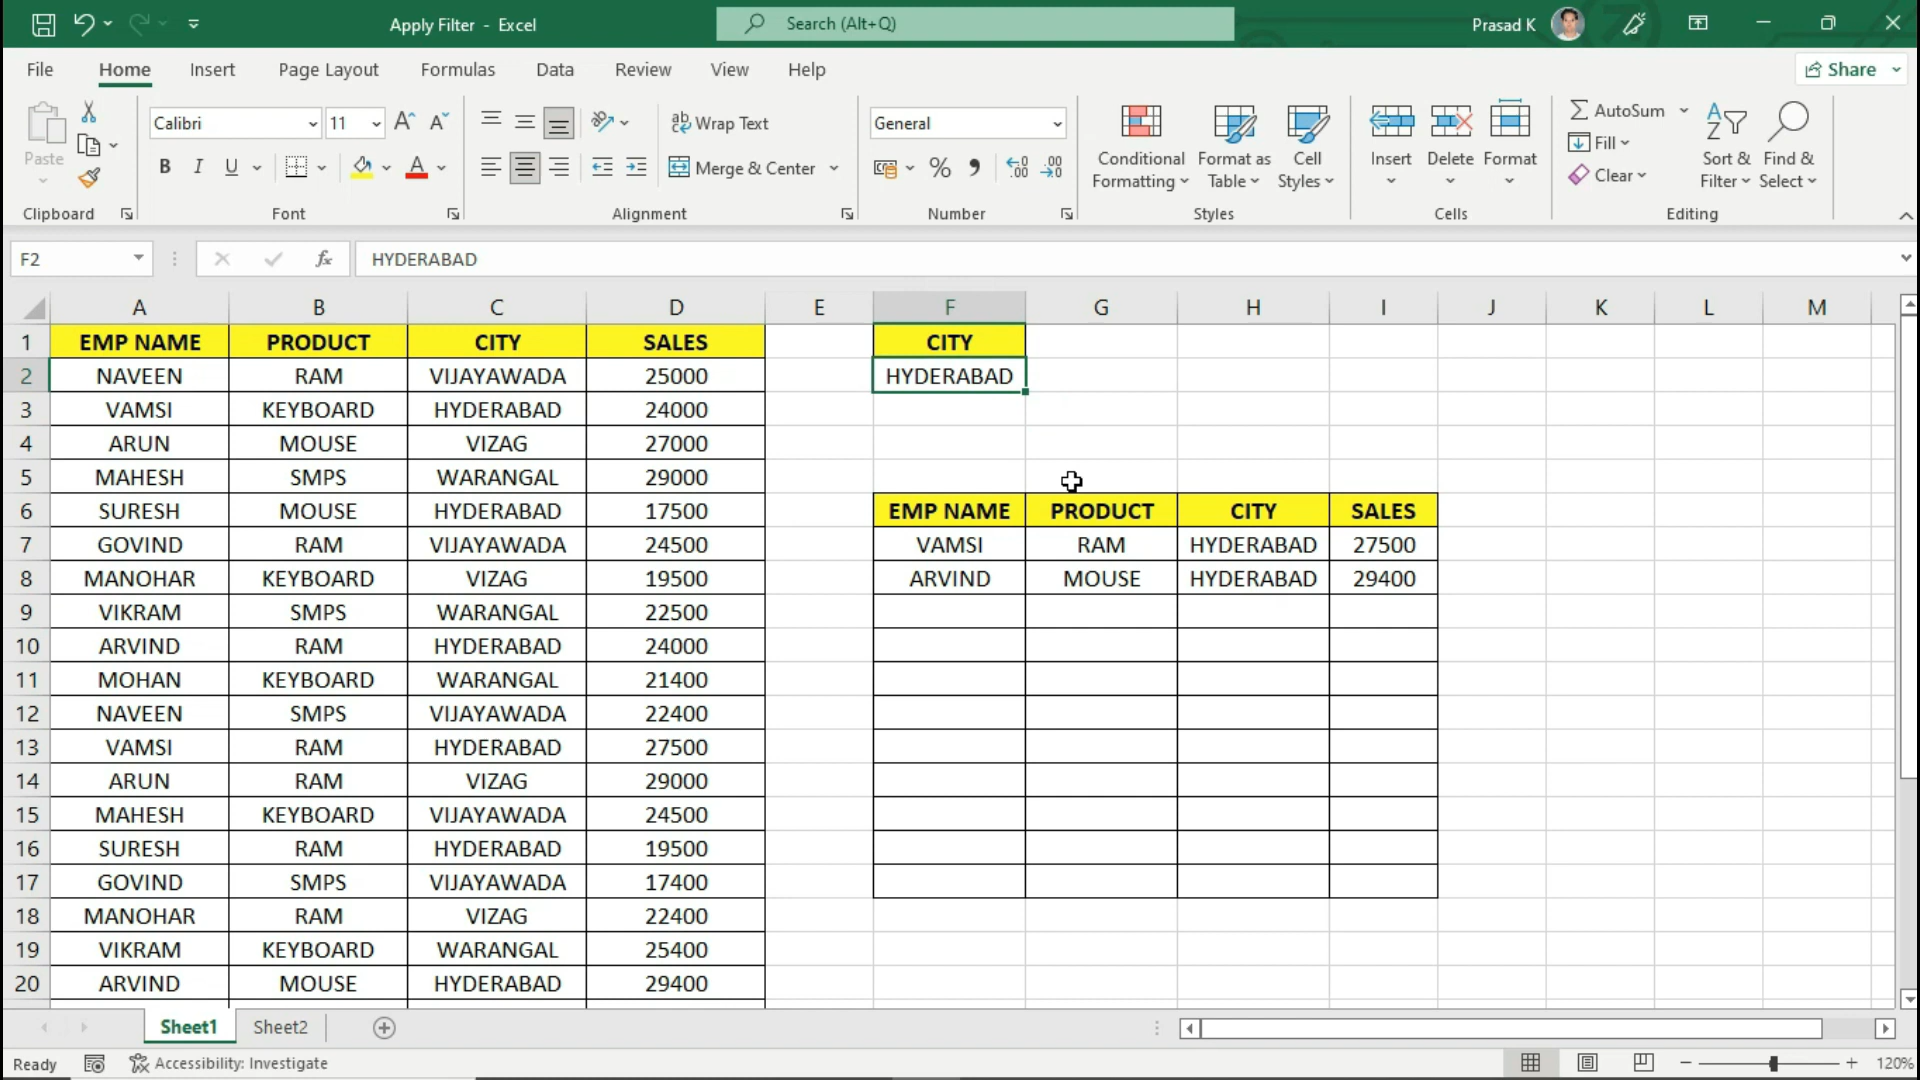 Apply Filter - Excel
Search (Alt+Q)
Prasad K
File Home Insert Page Layout Formulas Data Review View Help
Share
Paste
Calibri 11
B I U
Wrap Text
Merge & Center
General
Conditional Formatting
Format as Table
Cell Styles
Insert
Delete
Format
AutoSum
Fill
Clear
Sort & Filter
Find & Select
Clipboard Font Alignment Number Styles Cells Editing
F2 fx HYDERABAD
A B C D E F G H I J K L M
1 EMP NAME PRODUCT CITY SALES CITY
2 NAVEEN RAM VIJAYAWADA 25000 HYDERABAD
3 VAMSI KEYBOARD HYDERABAD 24000
4 ARUN MOUSE VIZAG 27000
5 MAHESH SMPS WARANGAL 29000
6 SURESH MOUSE HYDERABAD 17500 EMP NAME PRODUCT CITY SALES
7 GOVIND RAM VIJAYAWADA 24500 VAMSI RAM HYDERABAD 27500
8 MANOHAR KEYBOARD VIZAG 19500 ARVIND MOUSE HYDERABAD 29400
9 VIKRAM SMPS WARANGAL 22500
10 ARVIND RAM HYDERABAD 24000
11 MOHAN KEYBOARD WARANGAL 21400
12 NAVEEN SMPS VIJAYAWADA 22400
13 VAMSI RAM HYDERABAD 27500
14 ARUN RAM VIZAG 29000
15 MAHESH KEYBOARD VIJAYAWADA 24500
16 SURESH RAM HYDERABAD 19500
17 GOVIND SMPS VIJAYAWADA 17400
18 MANOHAR RAM VIZAG 22400
19 VIKRAM KEYBOARD WARANGAL 25400
20 ARVIND MOUSE HYDERABAD 29400
Sheet1 Sheet2
Ready Accessibility: Investigate 120%